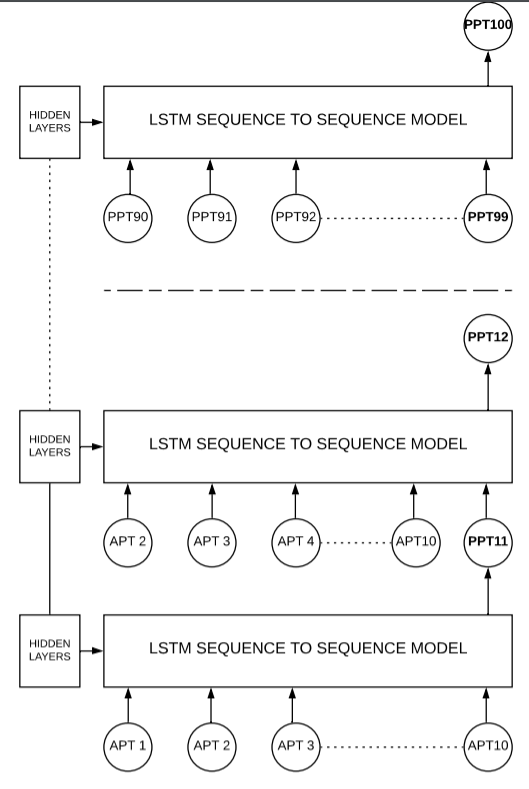 PPT100
HIDDEN
LAYERS
LSTM SEQUENCE TO SEQUENCE MODEL
PPT90 PPT91 PPT92 PPT99
PPT12
HIDDEN
LAYERS
LSTM SEQUENCE TO SEQUENCE MODEL
APT 2 APT 3 APT 4 APT10 PPT11
HIDDEN
LAYERS
LSTM SEQUENCE TO SEQUENCE MODEL
APT 1 APT 2 APT 3 APT10